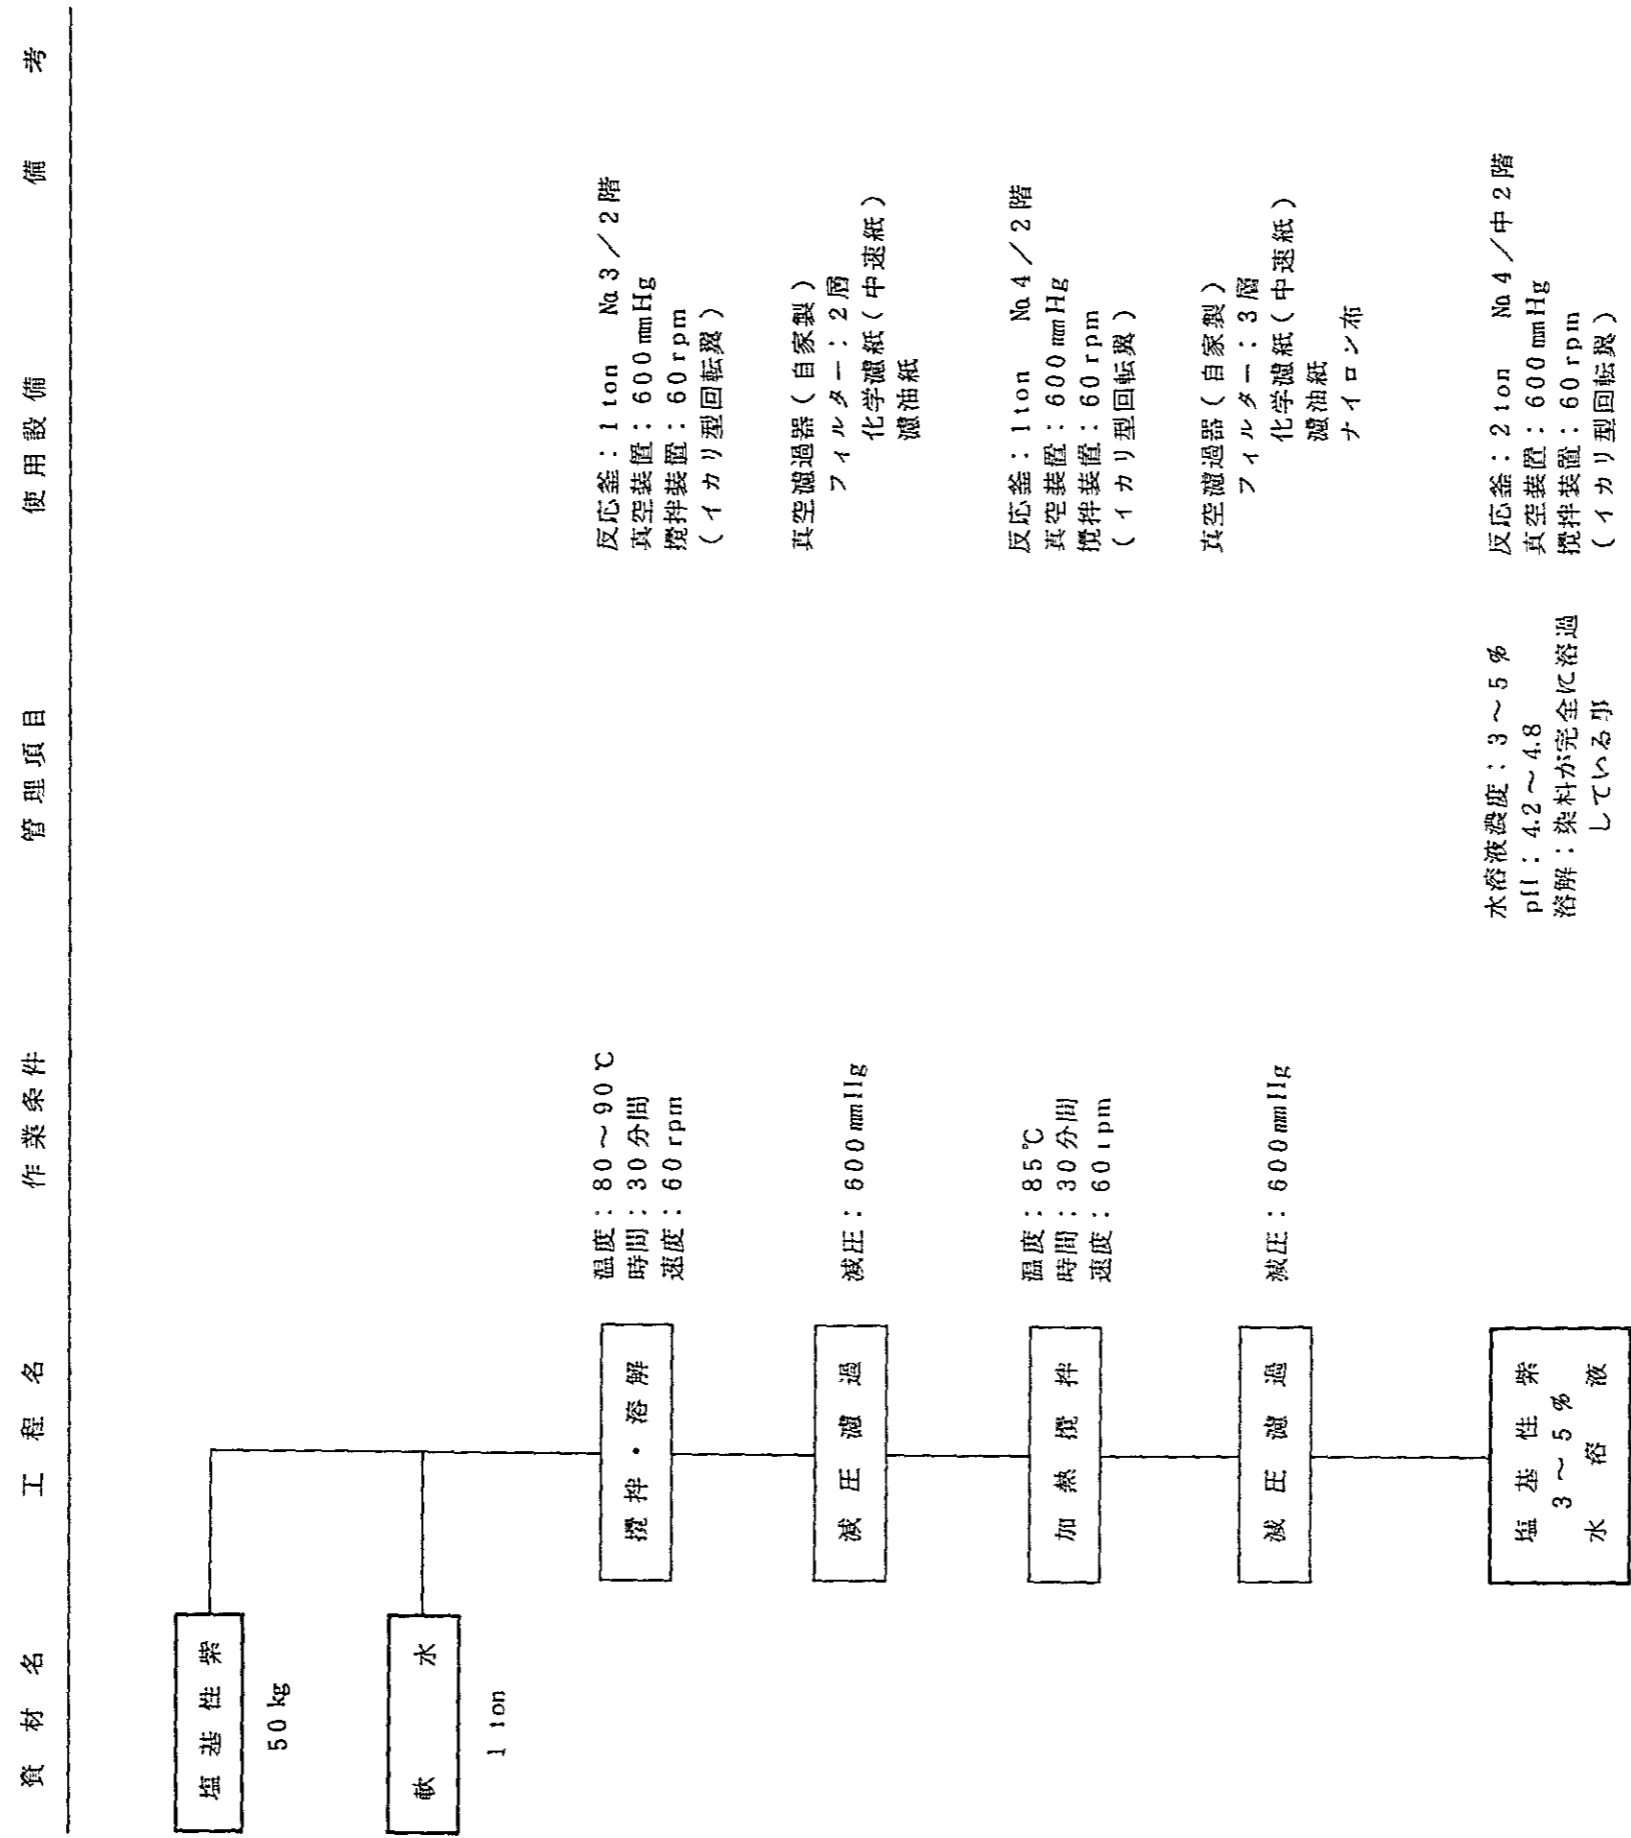 資材名 工程名 作業条件 管理項目 使用設備 備考
塩基性紫
50kg
軟水
1 ton
攪拌・溶解
温度：80～90℃
時間：30分間
速度：60rpm
反応釜：1 ton №3／2階
真空装置：600mmHg
攪拌装置：60rpm
（イカリ型回転翼）
減圧濾過
減圧：600mmHg
真空濾過器（自家製）
フィルター：2層
化学濾紙（中速紙）
濾油紙
加熱攪拌
温度：85℃
時間：30分間
速度：60rpm
反応釜：1ton №4／2階
真空装置：600mmHg
攪拌装置：60rpm
（イカリ型回転翼）
減圧濾過
減圧：600mmHg
真空濾過器（自家製）
フィルター：3層
化学濾紙（中速紙）
濾油紙
ナイロン布
塩基性紫
3～5％
水溶液
水溶液濃度：3～5％
pH：4.2～4.8
溶解：染料が完全に溶過
している事
反応釜：2ton №4／中2階
真空装置：600mmHg
攪拌装置：60rpm
（イカリ型回転翼）